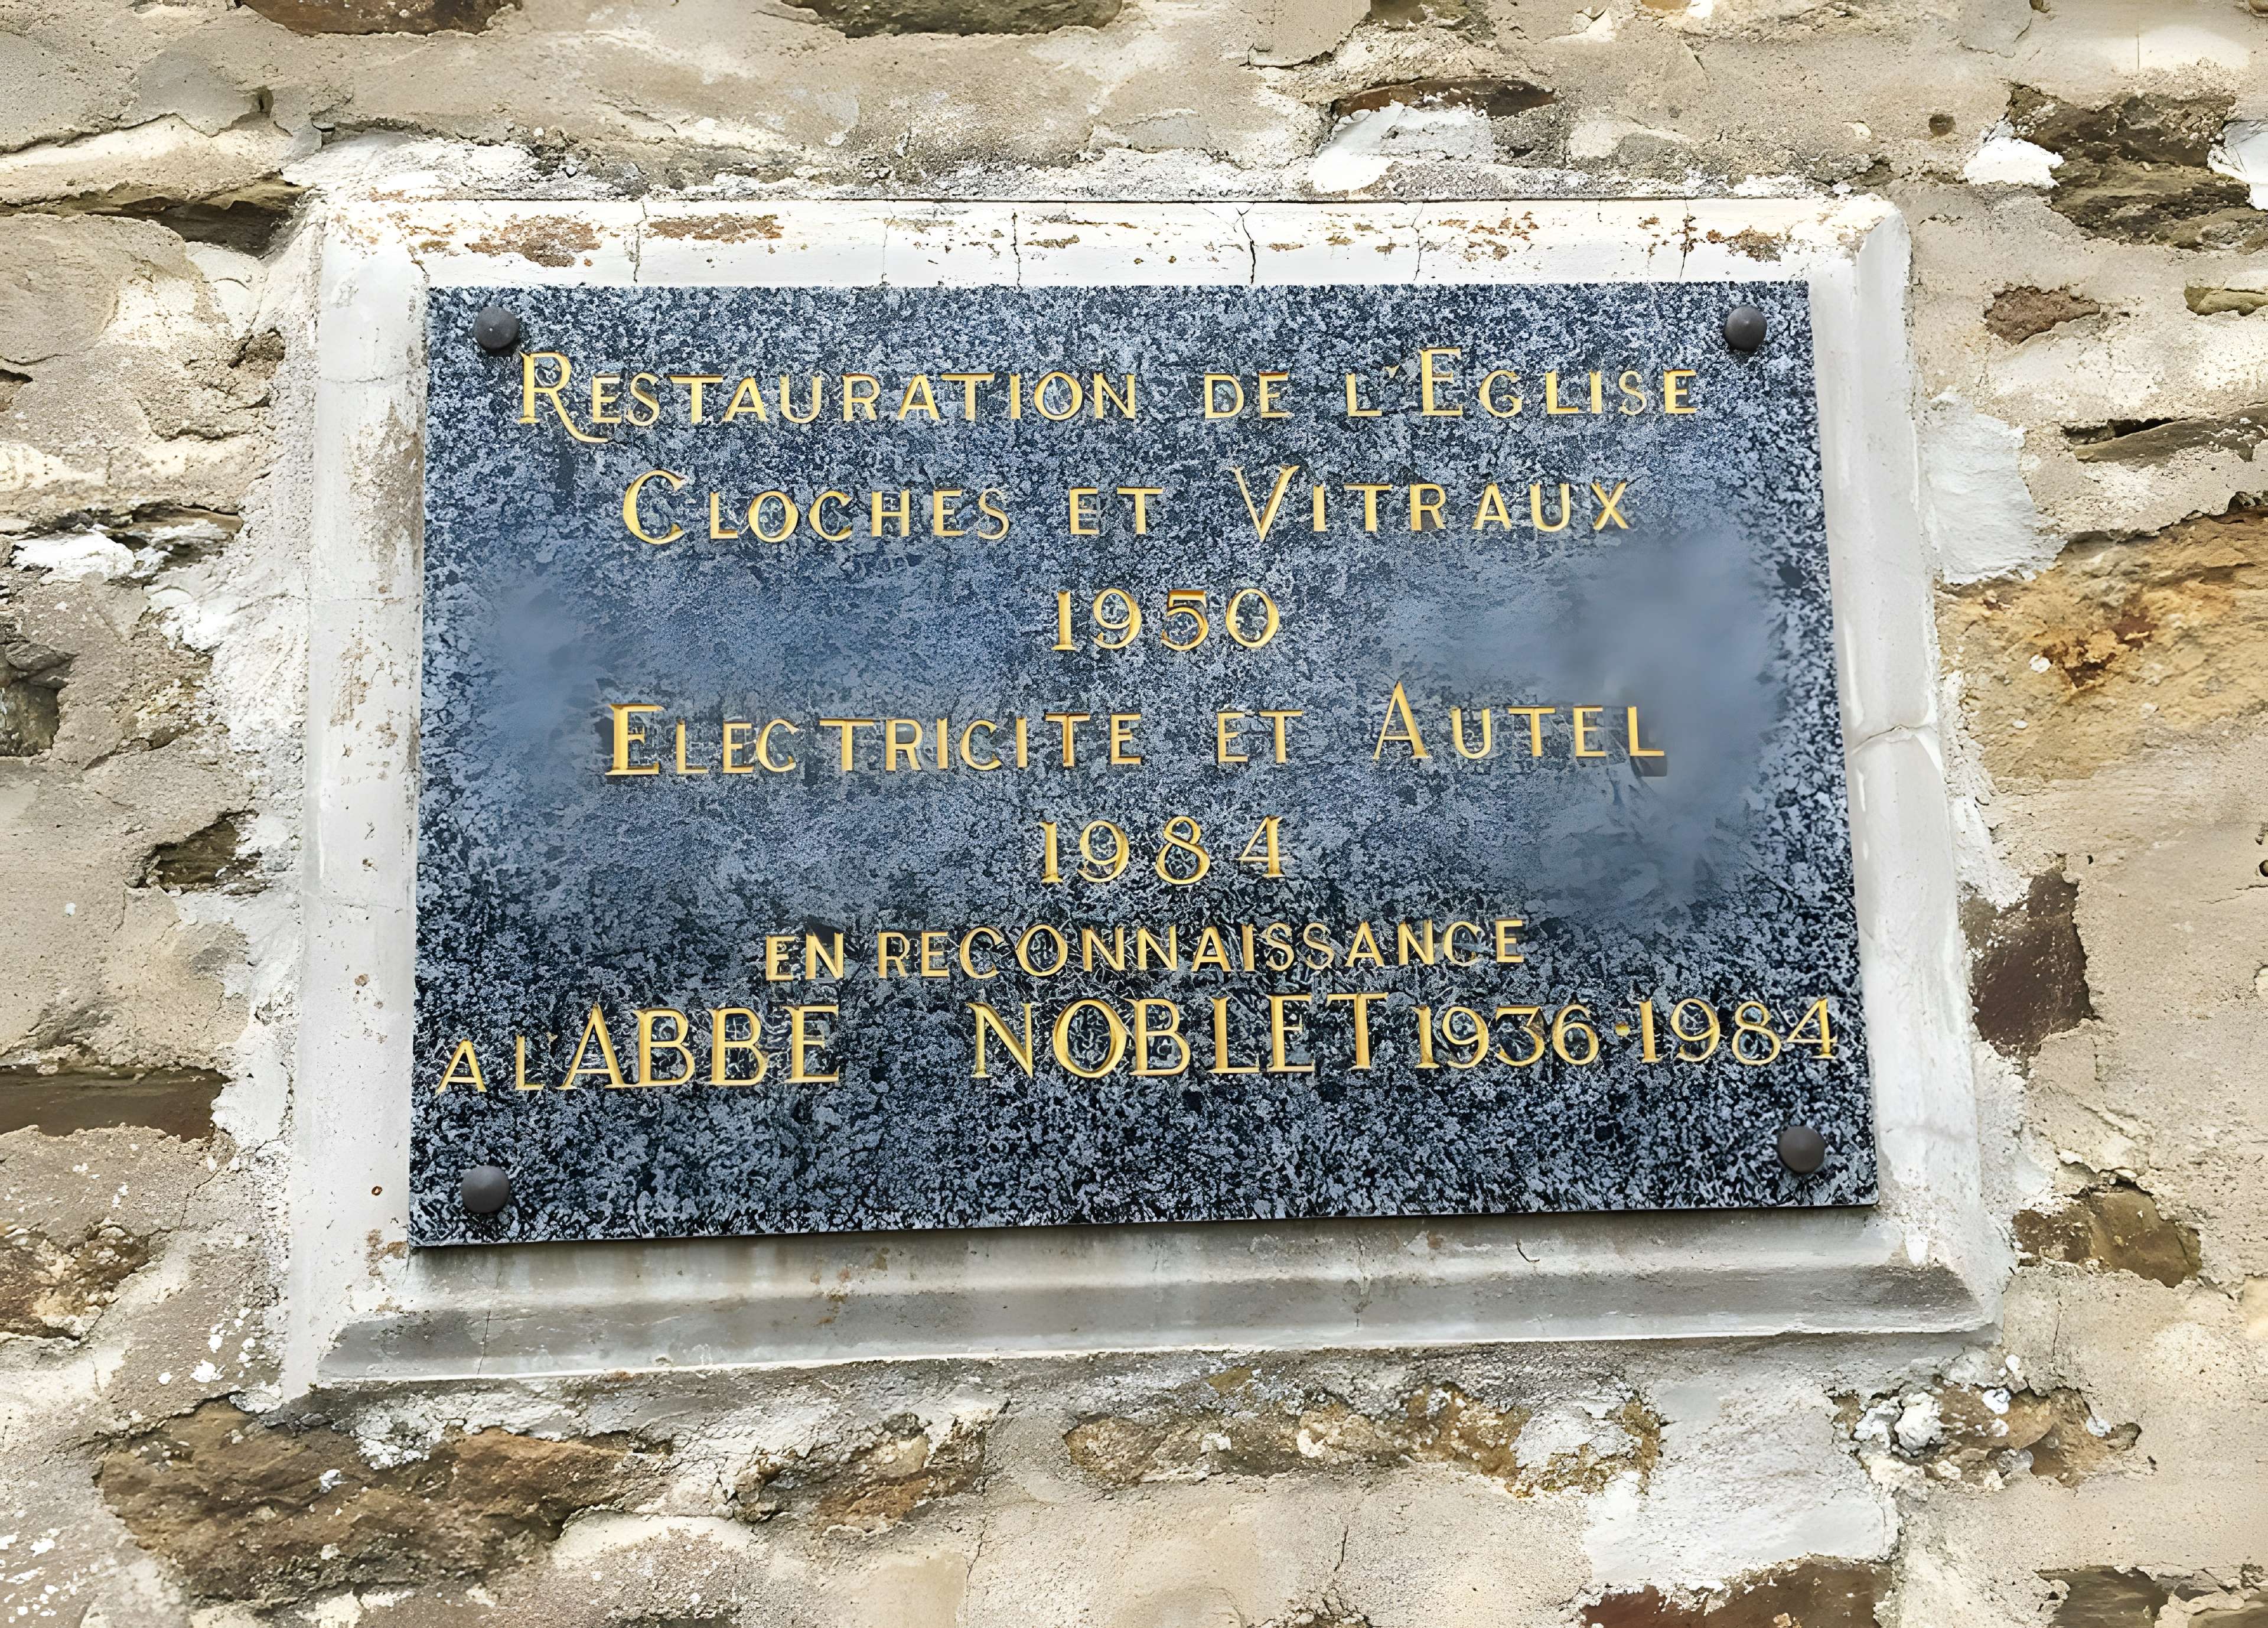 RESTAURATION DE L'EGLISE
CLOCHES ET VITRAUX
1950
ELECTRICITE ET AUTEL
1984
EN RECONNAISSANCE
A L'ABBE NOBLET 1936·1984